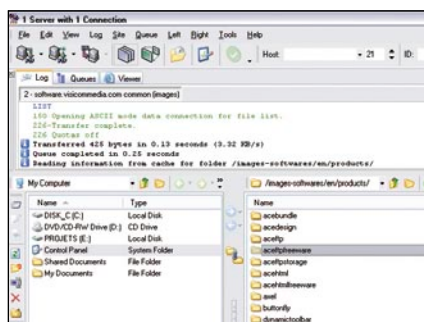 1 Server with 1 Connection
File Edit View Log Site Queue Left Right Tools Help
Host: 21 ID:
Log Queues Viewer
2 - software.visicommedia.com common (images)
LIST
150 Opening ASCII mode data connection for file list.
226-Transfer complete.
226 Quotas off
Transferred 425 bytes in 0.13 seconds (3.32 KB/s)
Queue completed in 0.25 seconds
Reading information from cache for folder /images-softwares/en/products/
My Computer /images-softwares/en/products/
Name Type Name
DISK_C (C:) Local Disk acebundle
DVD/CD-RW Drive (D:) CD Drive acedesign
PROJETS (E:) Local Disk aceftp
Control Panel System Folder aceftpfreeware
Shared Documents File Folder aceftpstorage
My Documents File Folder acehtml
acehtmlfreeware
axel
buttonfly
dynamictoolbar